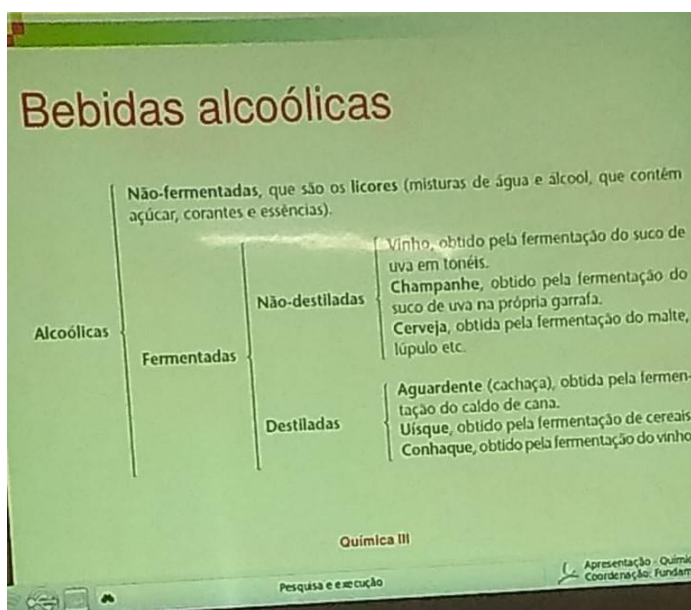 Bebidas alcoólicas
Não-fermentadas, que são os licores (misturas de água e álcool, que contêm
açúcar, corantes e essências).
Alcoólicas
Fermentadas
Não-destiladas
Vinho, obtido pela fermentação do suco de
uva em tonéis.
Champanhe, obtido pela fermentação do
suco de uva na própria garrafa.
Cerveja, obtida pela fermentação do malte,
lúpulo etc.
Destiladas
Aguardente (cachaça), obtida pela fermen-
tação do caldo de cana.
Uísque, obtido pela fermentação de cereais
Conhaque, obtido pela fermentação do vinho
Química III
Pesquisa e execução
Apresentação - Químic
Coordenação: Fundam